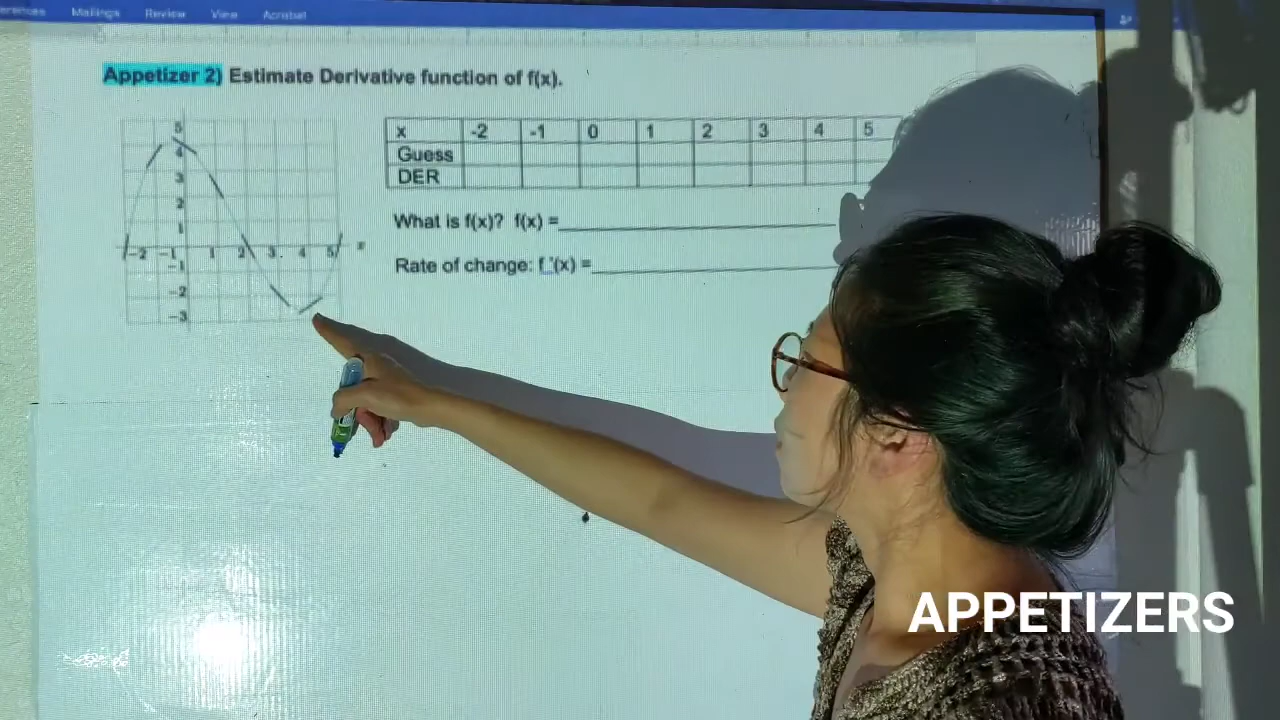 Mailings Review View Acrobat
Appetizer 2) Estimate Derivative function of f(x).
x -2 -1 0 1 2 3 4 5
Guess
DER
What is f(x)? f(x) =
Rate of change: f '(x) =
5
4
3
2
1
-2 -1 1 2 3 4 5
-1
-2
-3
APPETIZERS